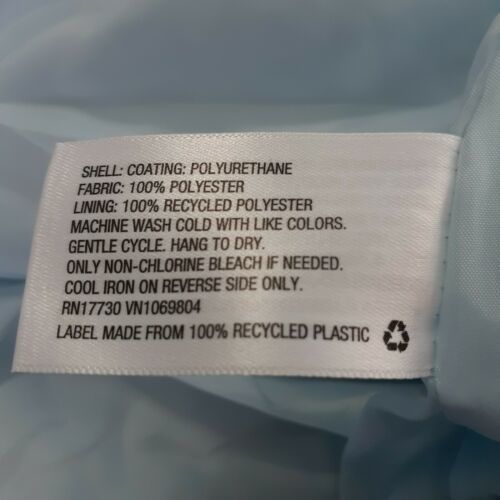 SHELL: COATING: POLYURETHANE
FABRIC: 100% POLYESTER
LINING: 100% RECYCLED POLYESTER
MACHINE WASH COLD WITH LIKE COLORS.
GENTLE CYCLE. HANG TO DRY.
ONLY NON-CHLORINE BLEACH IF NEEDED.
COOL IRON ON REVERSE SIDE ONLY.
RN17730 VN1069804
LABEL MADE FROM 100% RECYCLED PLASTIC